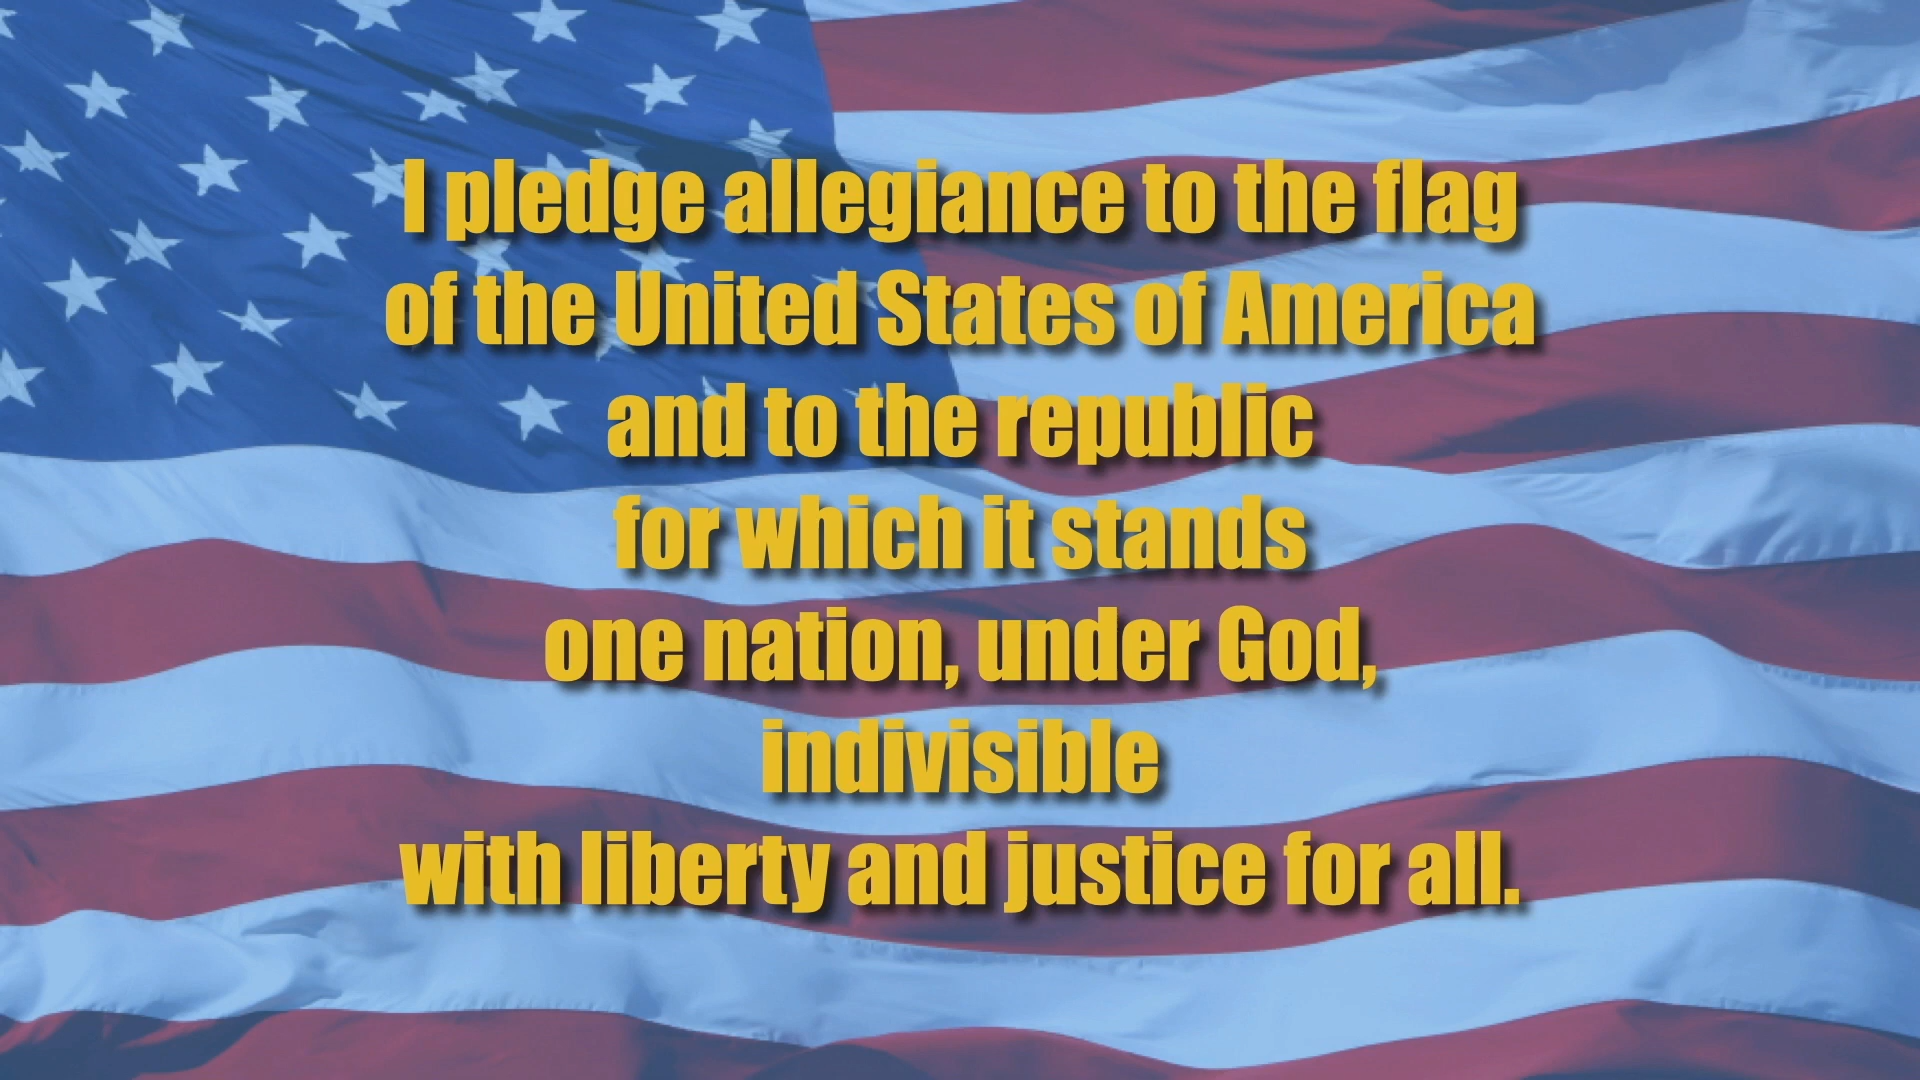 I pledge allegiance to the flag
of the United States of America
and to the republic
for which it stands
one nation, under God,
indivisible
with liberty and justice for all.